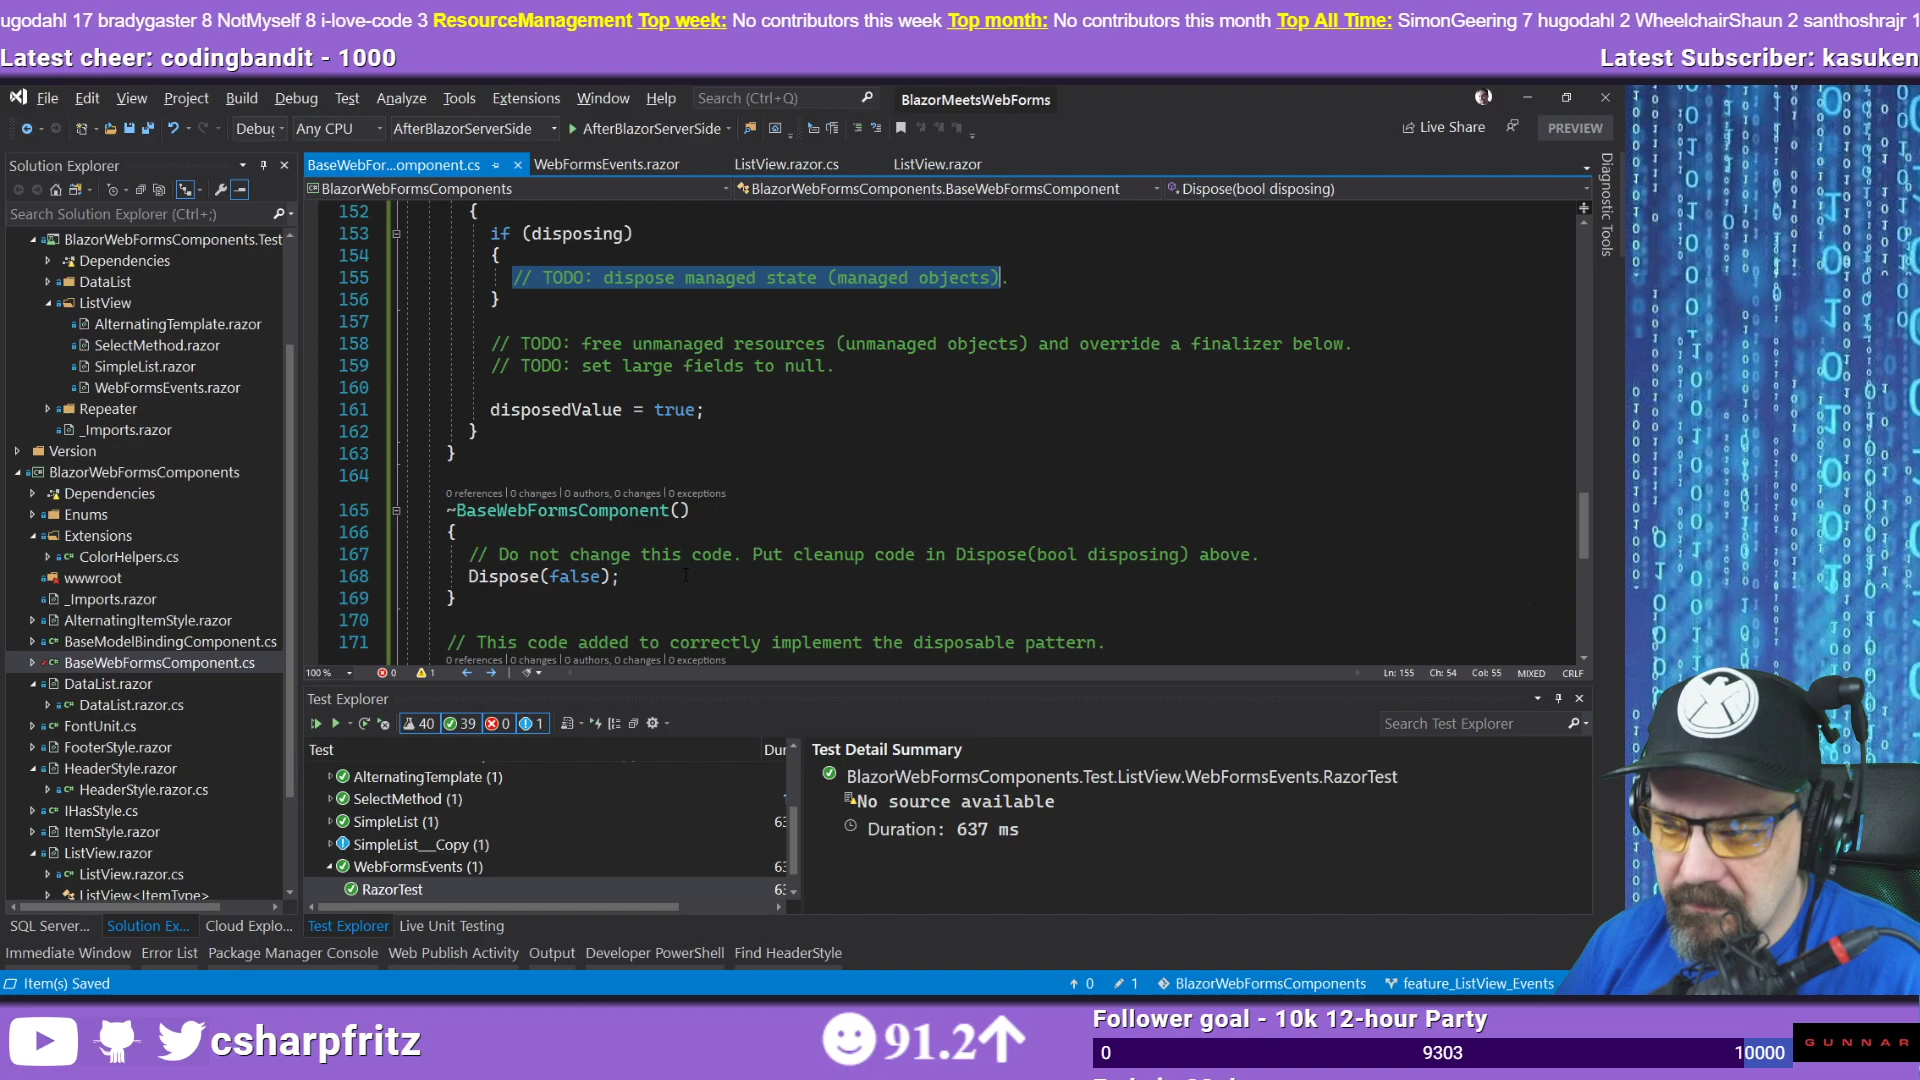 ugodahl 17 bradygaster 8 NotMyself 8 i-love-code 3 ResourceManagement Top week: No contributors this week Top month: No contributors this month Top All Time: SimonGeering 7 hugodahl 2 WheelchairShaun 2 santhoshrajr 1
Latest cheer: codingbandit - 1000
Latest Subscriber: kasuken
File Edit View Project Build Debug Test Analyze Tools Extensions Window Help Search (Ctrl+Q) BlazorMeetsWebForms
Debug Any CPU AfterBlazorServerSide AfterBlazorServerSide Live Share PREVIEW
Solution Explorer
BaseWebFor...omponent.cs WebFormsEvents.razor ListView.razor.cs ListView.razor
BlazorWebFormsComponents BlazorWebFormsComponents.BaseWebFormsComponent Dispose(bool disposing)
Diagnostic Tools
Search Solution Explorer (Ctrl+;)
BlazorWebFormsComponents.Test
Dependencies
DataList
ListView
AlternatingTemplate.razor
SelectMethod.razor
SimpleList.razor
WebFormsEvents.razor
Repeater
_Imports.razor
Version
BlazorWebFormsComponents
Dependencies
Enums
Extensions
ColorHelpers.cs
wwwroot
_Imports.razor
AlternatingItemStyle.razor
BaseModelBindingComponent.cs
BaseWebFormsComponent.cs
DataList.razor
DataList.razor.cs
FontUnit.cs
FooterStyle.razor
HeaderStyle.razor
HeaderStyle.razor.cs
IHasStyle.cs
ItemStyle.razor
ListView.razor
ListView.razor.cs
ListView<ItemType>
SQL Server... Solution Ex... Cloud Explo...
152 {
153 if (disposing)
154 {
155 // TODO: dispose managed state (managed objects).
156 }
157
158 // TODO: free unmanaged resources (unmanaged objects) and override a finalizer below.
159 // TODO: set large fields to null.
160
161 disposedValue = true;
162 }
163 }
164
0 references | 0 changes | 0 authors, 0 changes | 0 exceptions
165 ~BaseWebFormsComponent()
166 {
167 // Do not change this code. Put cleanup code in Dispose(bool disposing) above.
168 Dispose(false);
169 }
170
171 // This code added to correctly implement the disposable pattern.
0 references | 0 changes | 0 authors, 0 changes | 0 exceptions
100% 0 1 Ln: 155 Ch: 54 Col: 55 MIXED CRLF
Test Explorer
40 39 0 1 Search Test Explorer
Test Dur
AlternatingTemplate (1)
SelectMethod (1)
SimpleList (1) 63
SimpleList___Copy (1)
WebFormsEvents (1) 63
RazorTest 63
Test Detail Summary
BlazorWebFormsComponents.Test.ListView.WebFormsEvents.RazorTest
No source available
Duration: 637 ms
Test Explorer Live Unit Testing
Immediate Window Error List Package Manager Console Web Publish Activity Output Developer PowerShell Find HeaderStyle
Item(s) Saved 0 1 BlazorWebFormsComponents feature_ListView_Events
csharpfritz
91.2
Follower goal - 10k 12-hour Party
0 9303 10000
GUNNAR